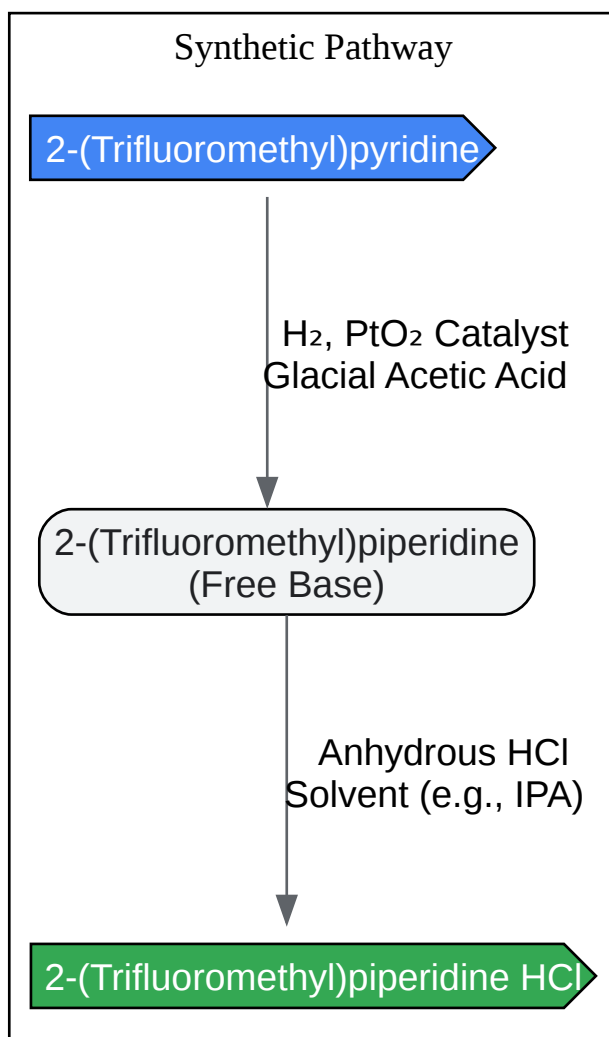 Synthetic Pathway
2-(Trifluoromethyl)pyridine
H₂, PtO₂ Catalyst
Glacial Acetic Acid
2-(Trifluoromethyl)piperidine
(Free Base)
Anhydrous HCl
Solvent (e.g., IPA)
2-(Trifluoromethyl)piperidine HCl